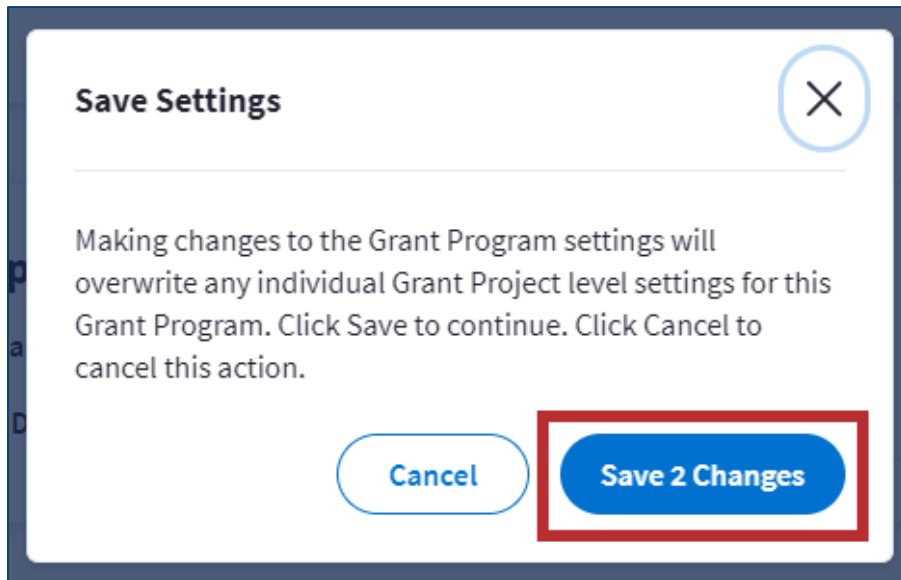 Save Settings
Making changes to the Grant Program settings will
overwrite any individual Grant Project level settings for this
Grant Program. Click Save to continue. Click Cancel to
cancel this action.
p
a
D
Cancel
Save 2 Changes